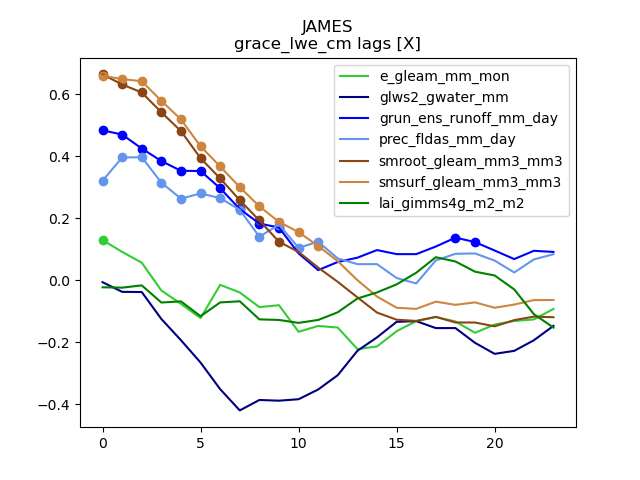 JAMES
grace_lwe_cm lags [X]
e_gleam_mm_mon
glws2_gwater_mm
grun_ens_runoff_mm_day
prec_fldas_mm_day
smroot_gleam_mm3_mm3
smsurf_gleam_mm3_mm3
lai_gimms4g_m2_m2
0.6
0.4
0.2
0.0
−0.2
−0.4
0 5 10 15 20